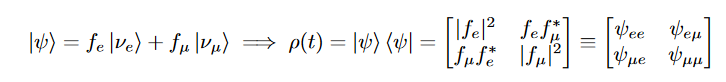 |ψ⟩ = f_e |ν_e⟩ + f_μ |ν_μ⟩ ⟹ ρ(t) = |ψ⟩ ⟨ψ| = [ |f_e|² f_e f_μ^* ; f_μ f_e^* |f_μ|² ] ≡ [ ψ_ee ψ_eμ ; ψ_μe ψ_μμ ]